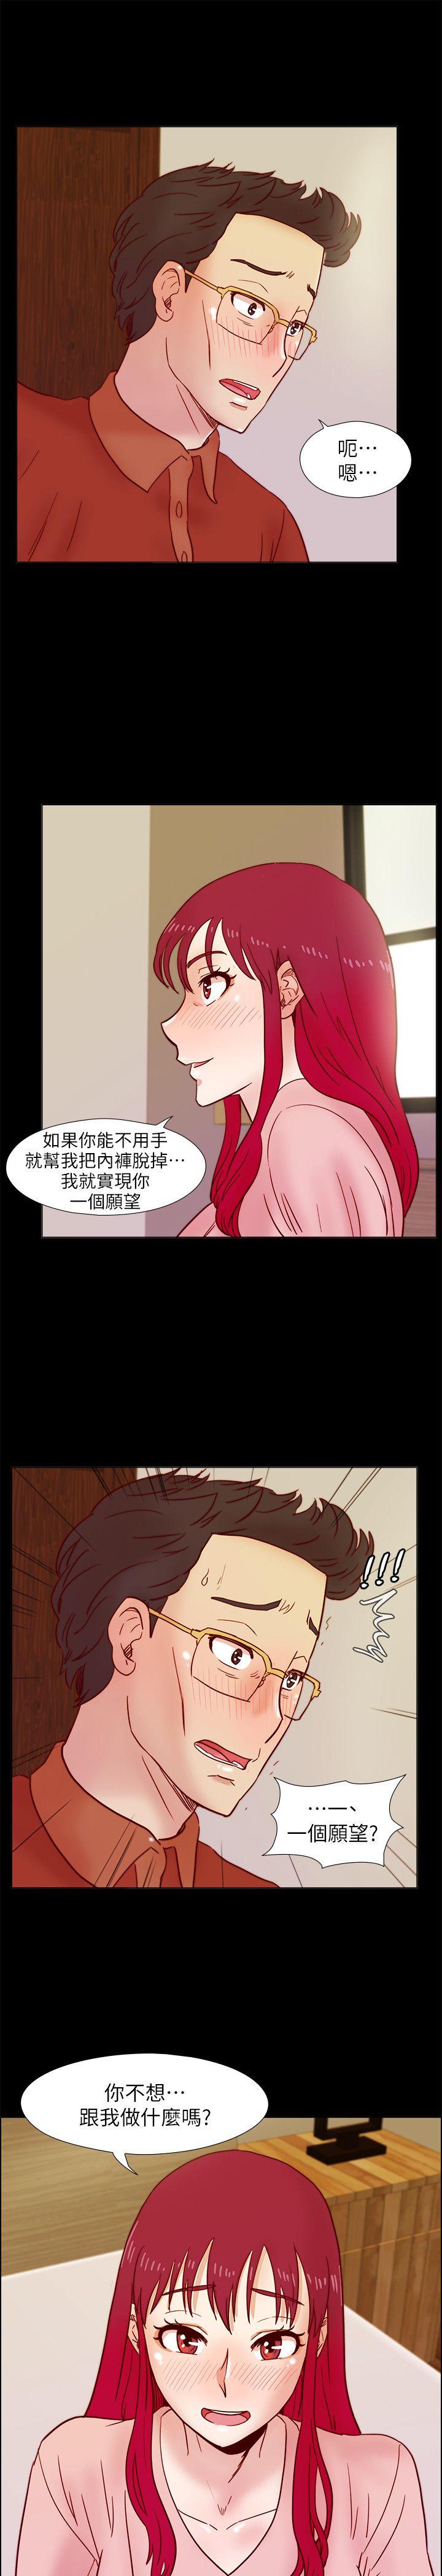 呃⋯
嗯⋯
如果你能不用手
就幫我把內褲脫掉⋯
我就實現你
一個願望
!!!
⋯一、
一個願望?
你不想⋯
跟我做什麼嗎?